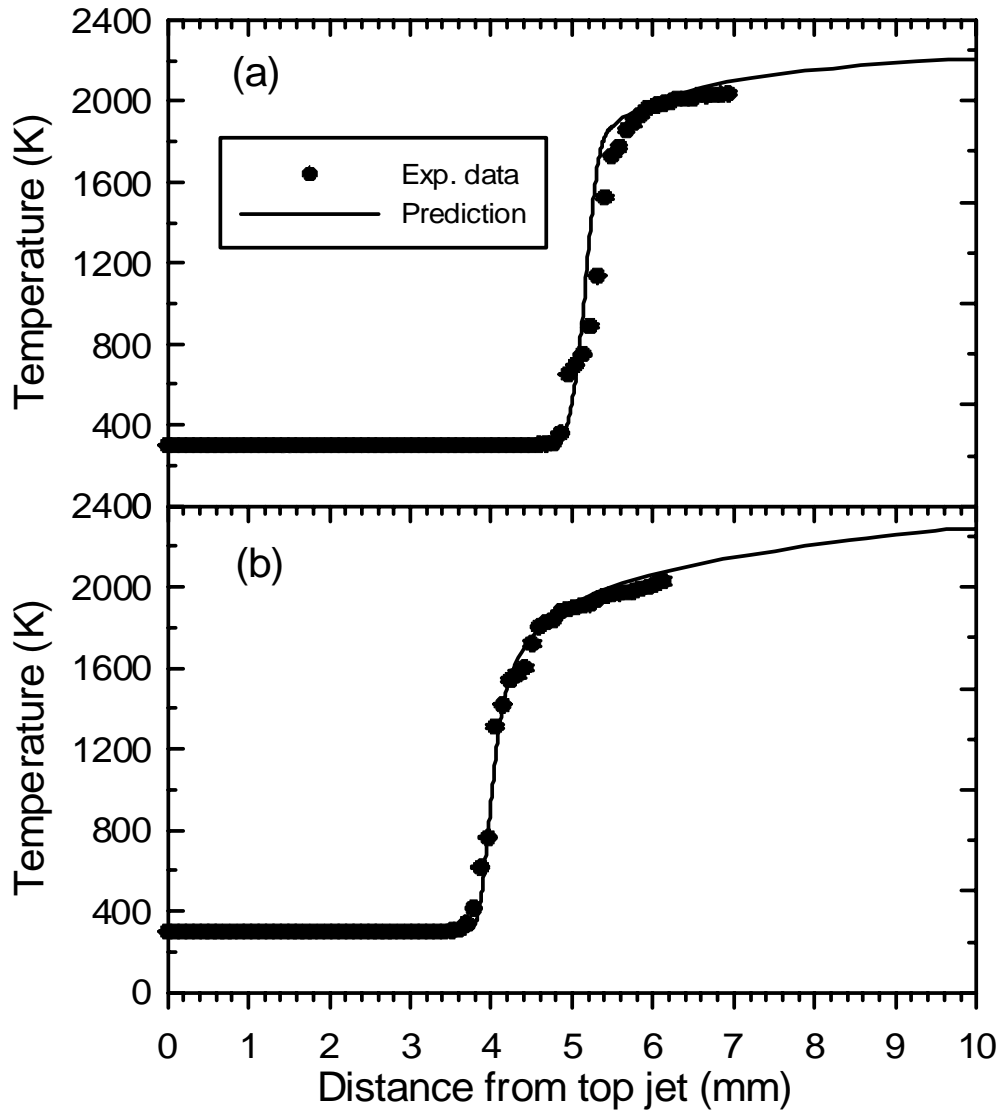 2400
2000
1600
1200
800
400
Temperature (K)
(a)
Exp. data
Prediction
24000
2000
1600
1200
800
400
0
Temperature (K)
(b)
0 1 2 3 4 5 6 7 8 9 10
Distance from top jet (mm)